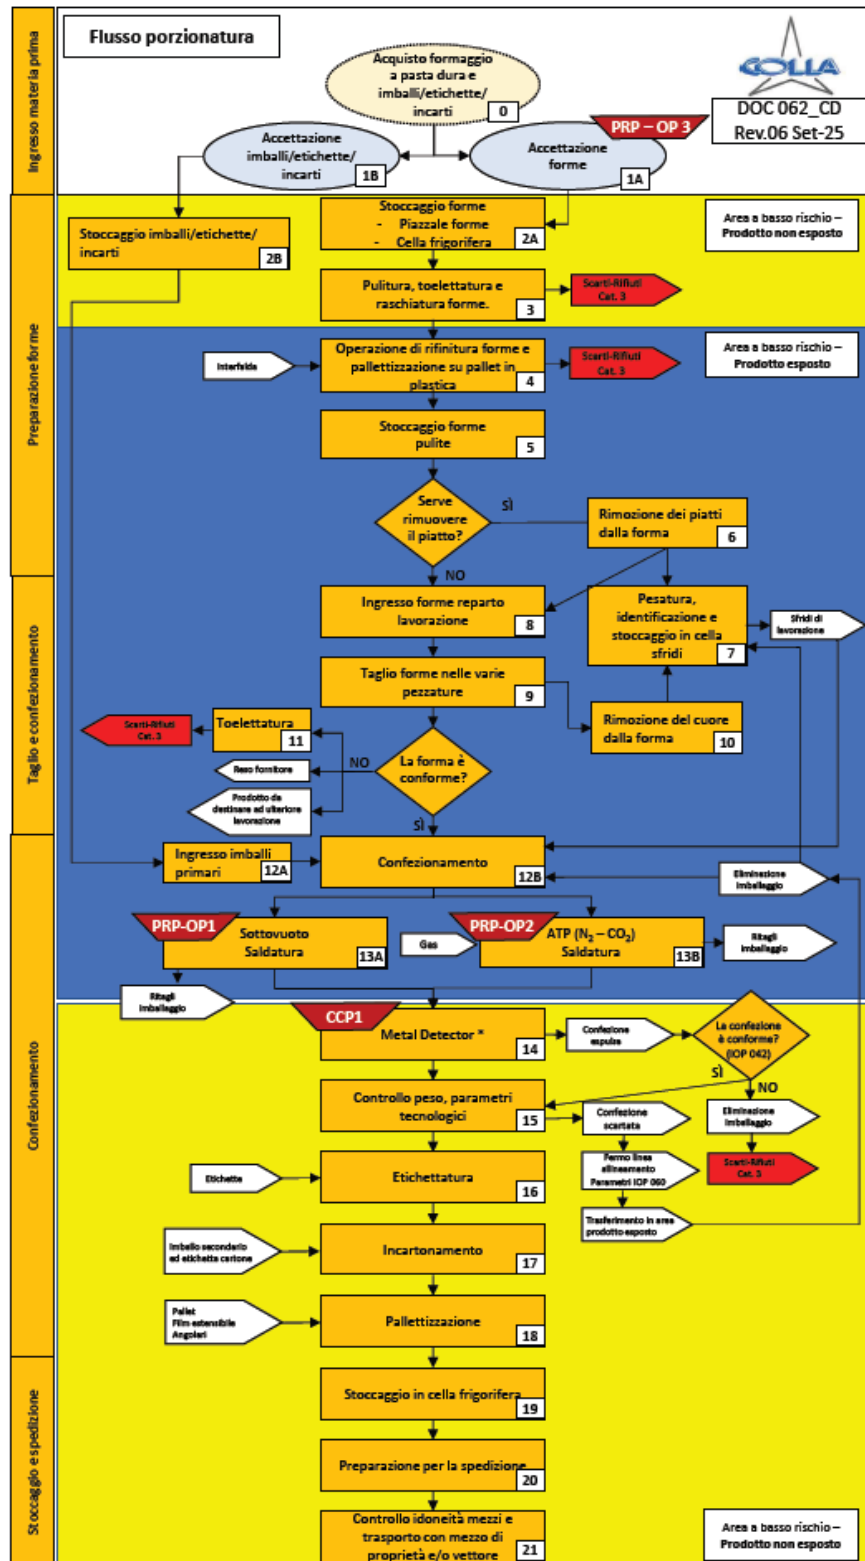 Flusso porzionatura
GOLLA
DOC 062_CD
Rev.06 Set-25
Ingresso materia prima
Acquisto formaggio
a pasta dura e
imballi/etichette/
incarti
0
PRP – OP 3
Accettazione
imballi/etichette/
incarti
1B
Accettazione
forme
1A
Preparazione forme
Stoccaggio imballi/etichette/
incarti
2B
Stoccaggio forme
- Piazzale forme
- Cella frigorifera
2A
Area a basso rischio –
Prodotto non esposto
Pulitura, toelettatura e
raschiatura forme.
3
Scarti-Rifiuti
Cat. 3
Interfalda
Operazione di rifinitura forme e
pallettizzazione su pallet in
plastica
4
Scarti-Rifiuti
Cat. 3
Area a basso rischio –
Prodotto esposto
Stoccaggio forme
pulite
5
Serve
rimuovere
il piatto?
SÌ
NO
Rimozione dei piatti
dalla forma
6
Taglio e confezionamento
Ingresso forme reparto
lavorazione
8
Pesatura,
identificazione e
stoccaggio in cella
sfridi
7
Sfridi di
lavorazione
Taglio forme nelle varie
pezzature
9
Rimozione del cuore
dalla forma
10
Scarti-Rifiuti
Cat. 3
Toelettatura
11
Reso fornitore
Prodotto da
destinare ad ulteriore
lavorazione
NO
La forma è
conforme?
SÌ
Confezionamento
Ingresso imballi
primari
12A
Confezionamento
12B
Eliminazione
imballaggio
PRP-OP1
Sottovuoto
Saldatura
13A
Gas
PRP-OP2
ATP (N₂ – CO₂)
Saldatura
13B
Ritagli
imballaggio
Ritagli
imballaggio
CCP1
Metal Detector *
14
Confezione
espulsa
La confezione
è conforme?
(IOP 042)
SÌ
NO
Controllo peso, parametri
tecnologici
15
Confezione
scartata
Eliminazione
imballaggio
Fermo linea
allineamento
Parametri IOP 060
Scarti-Rifiuti
Cat. 3
Etichette
Etichettatura
16
Trasferimento in area
prodotto esposto
Imballo secondario
ed etichetta cartone
Incartonamento
17
Pallet
Film estensibile
Angolari
Pallettizzazione
18
Stoccaggio e spedizione
Stoccaggio in cella frigorifera
19
Preparazione per la spedizione
20
Controllo idoneità mezzi e
trasporto con mezzo di
proprietà e/o vettore
21
Area a basso rischio –
Prodotto non esposto